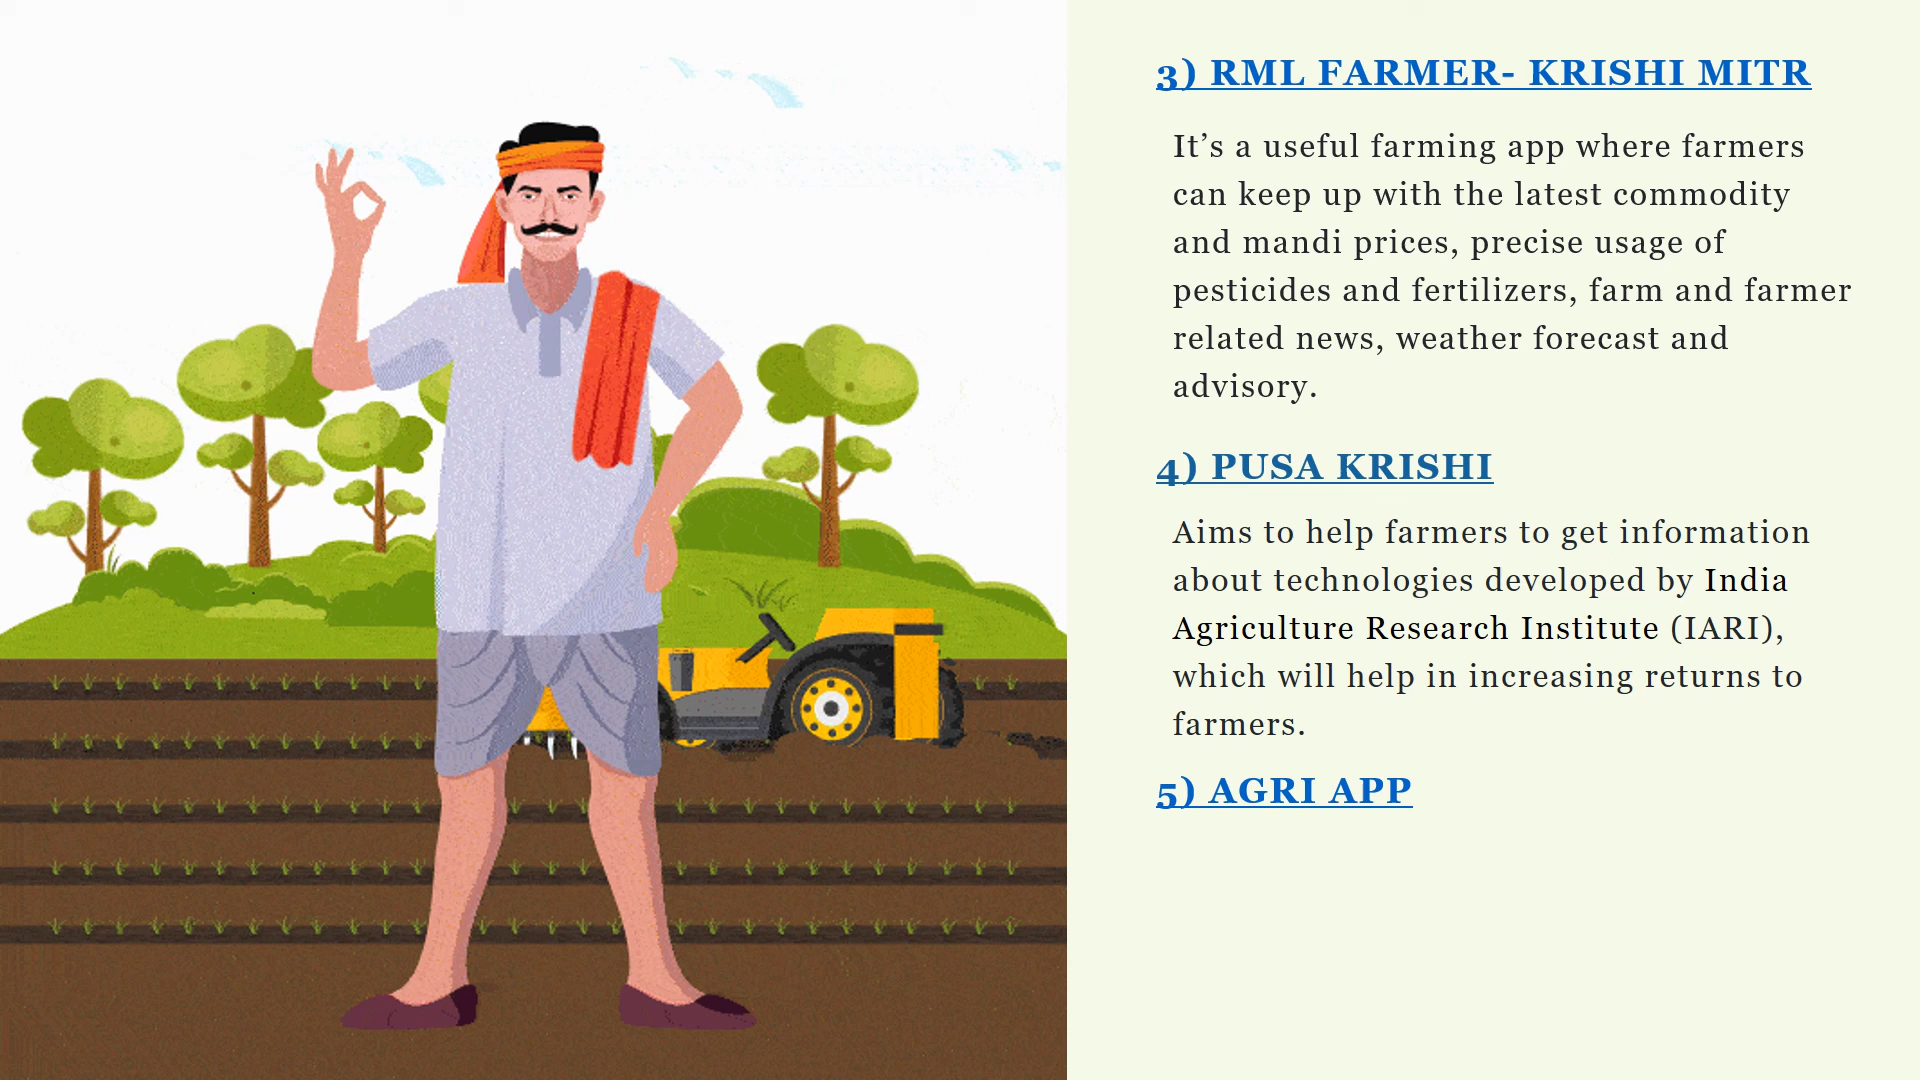 3) RML FARMER- KRISHI MITR
It’s a useful farming app where farmers
can keep up with the latest commodity
and mandi prices, precise usage of
pesticides and fertilizers, farm and farmer
related news, weather forecast and
advisory.
4) PUSA KRISHI
Aims to help farmers to get information
about technologies developed by India
Agriculture Research Institute (IARI),
which will help in increasing returns to
farmers.
5) AGRI APP